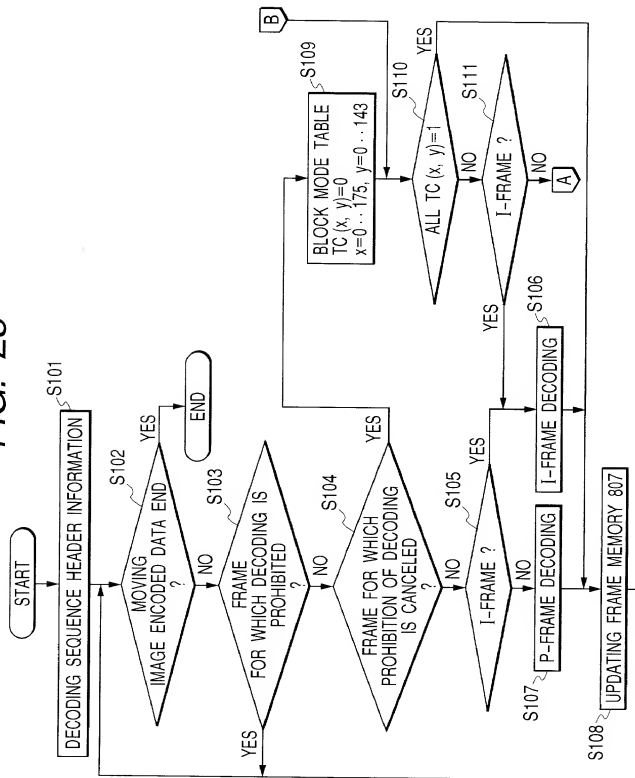 START
S101
DECODING SEQUENCE HEADER INFORMATION
S102
MOVING
IMAGE ENCODED DATA END
?
YES
END
NO
S103
FRAME
FOR WHICH DECODING IS
PROHIBITED
?
YES
NO
S104
FRAME FOR WHICH
PROHIBITION OF DECODING
IS CANCELED
?
YES
NO
S105
I-FRAME ?
YES
NO
S107
P-FRAME DECODING
S106
I-FRAME DECODING
S108
UPDATING FRAME MEMORY 807
B
S109
BLOCK MODE TABLE
TC (x, y)=0
x=0··175, y=0··143
S110
ALL TC (x, y)=1
YES
NO
S111
I-FRAME ?
YES
NO
A